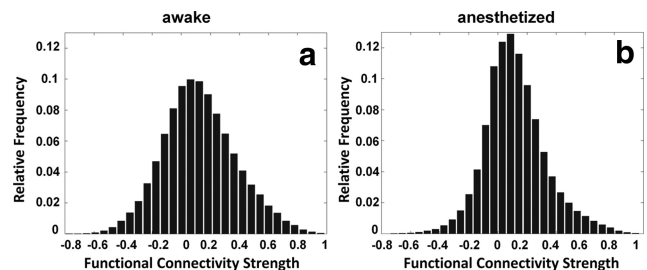 awake
a
Relative Frequency
0.12
0.1
0.08
0.06
0.04
0.02
0
-0.8 -0.6 -0.4 -0.2 0 0.2 0.4 0.6 0.8 1
Functional Connectivity Strength
anesthetized
b
Relative Frequency
0.12
0.1
0.08
0.06
0.04
0.02
0
-0.8 -0.6 -0.4 -0.2 0 0.2 0.4 0.6 0.8 1
Functional Connectivity Strength